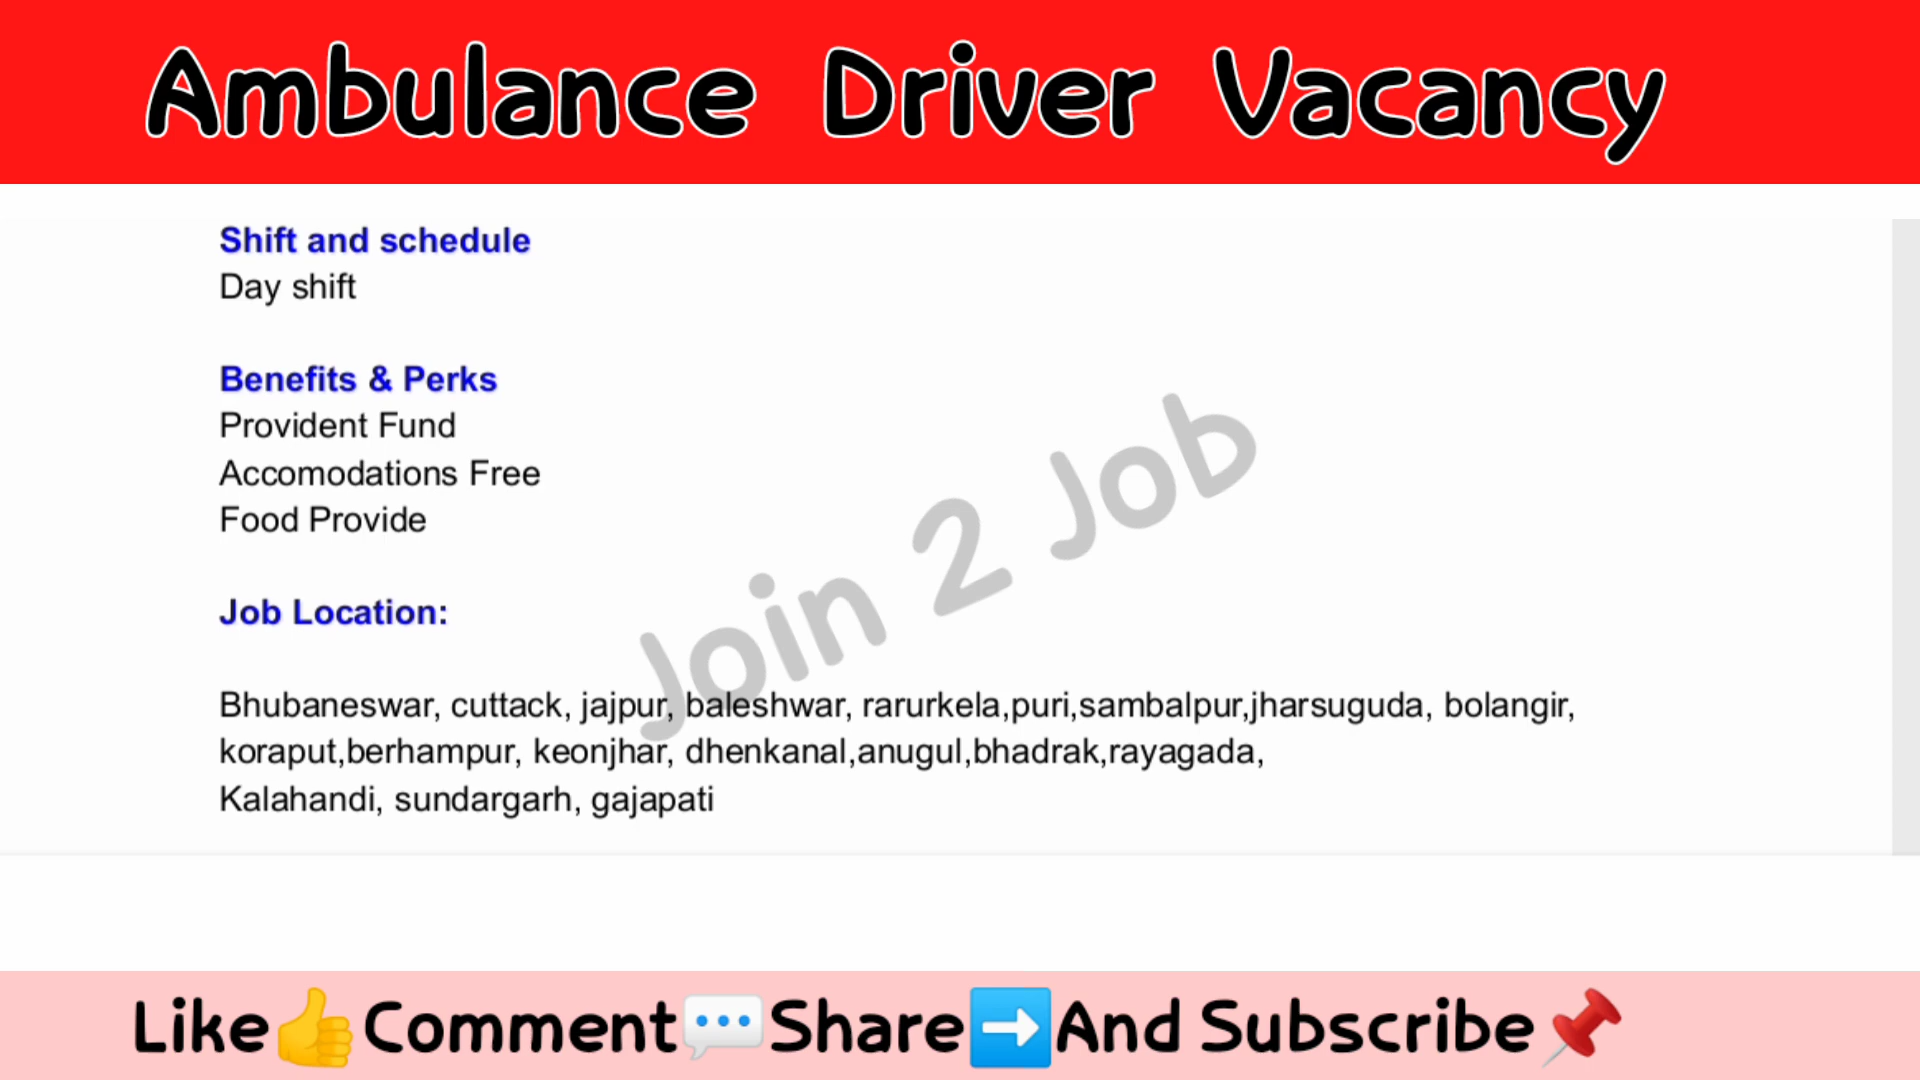 Ambulance Driver Vacancy
Shift and schedule
Day shift
Benefits & Perks
Provident Fund
Accomodations Free
Food Provide
Join 2 Job
Job Location:
Bhubaneswar, cuttack, jajpur, baleshwar, rarurkela,puri,sambalpur,jharsuguda, bolangir,
koraput,berhampur, keonjhar, dhenkanal,anugul,bhadrak,rayagada,
Kalahandi, sundargarh, gajapati
Like👍Comment💬Share➡️And Subscribe📌